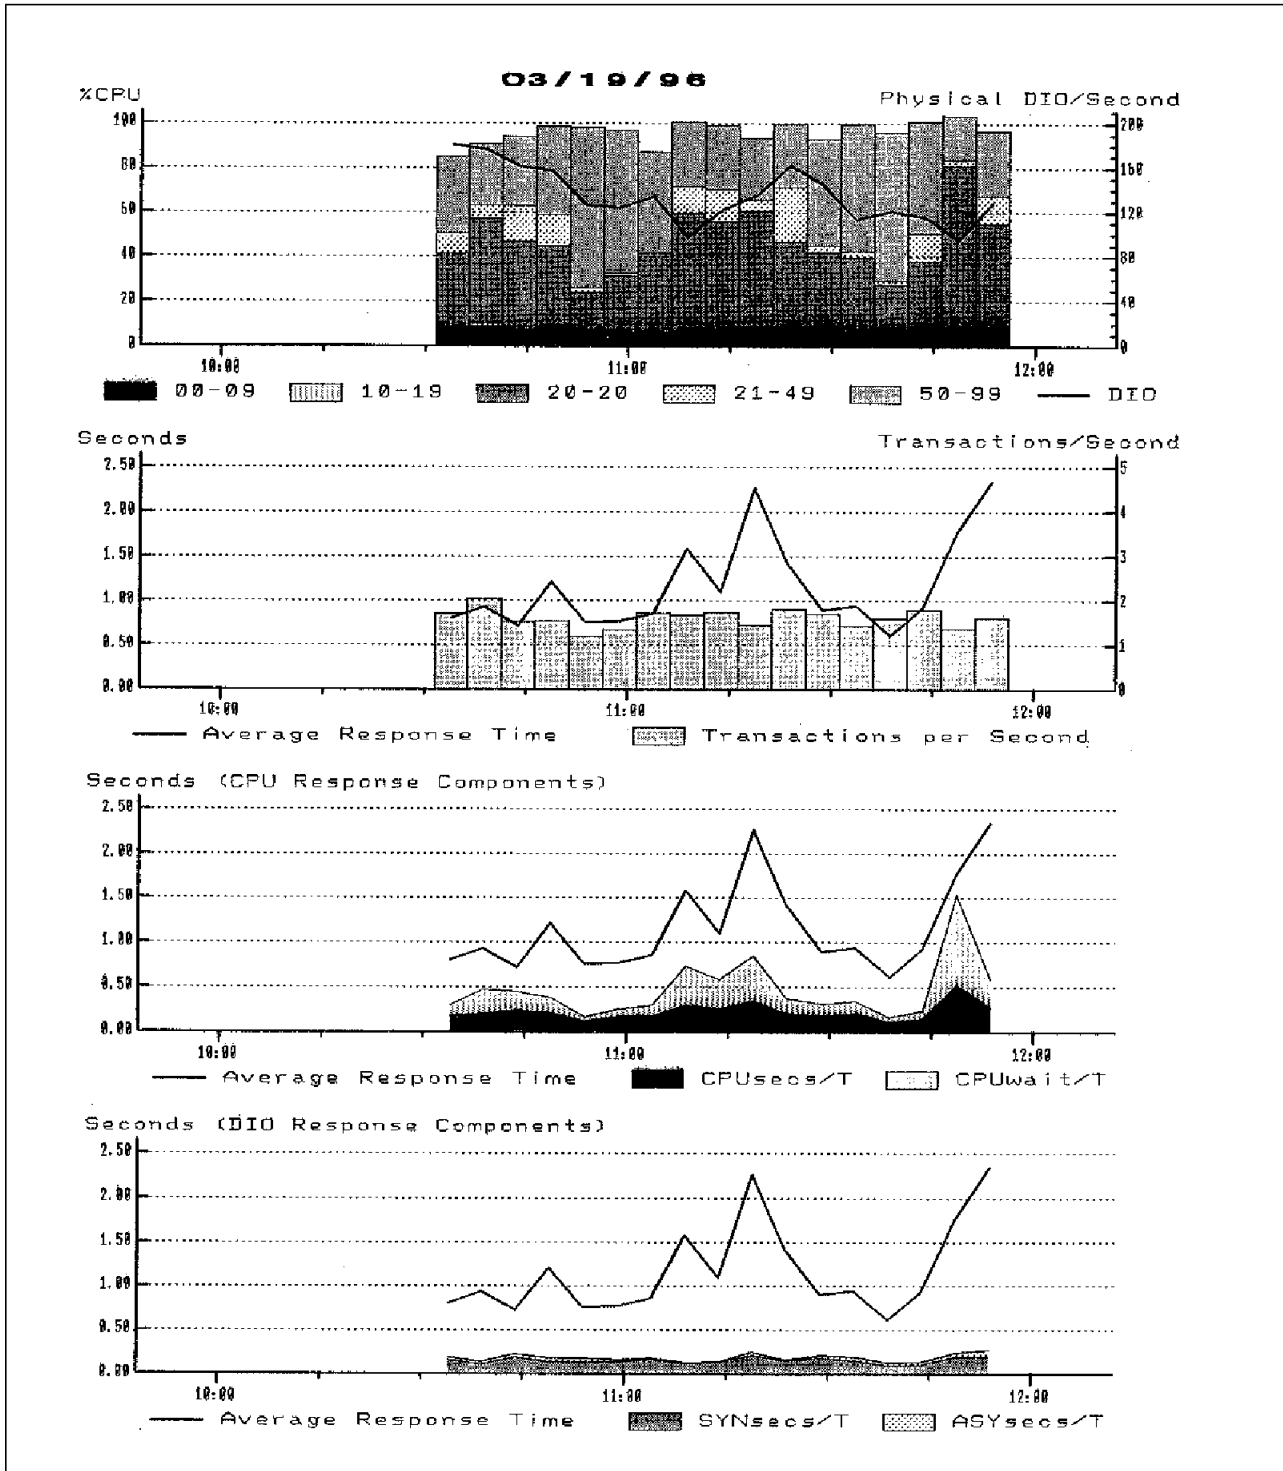 03/19/96
%CPU Physical DIO/Second
100 200
80 160
60 120
40 80
20 40
0 0
10:00 11:00 12:00
00-09 10-19 20-20 21-49 50-99 DIO
Seconds Transactions/Second
2.50 5
2.00 4
1.50 3
1.00 2
0.50 1
0.00 0
10:00 11:00 12:00
Average Response Time Transactions per Second
Seconds (CPU Response Components)
2.50
2.00
1.50
1.00
0.50
0.00
10:00 11:00 12:00
Average Response Time CPUsecs/T CPUwait/T
Seconds (DIO Response Components)
2.50
2.00
1.50
1.00
0.50
0.00
10:00 11:00 12:00
Average Response Time SYNsecs/T ASYsecs/T